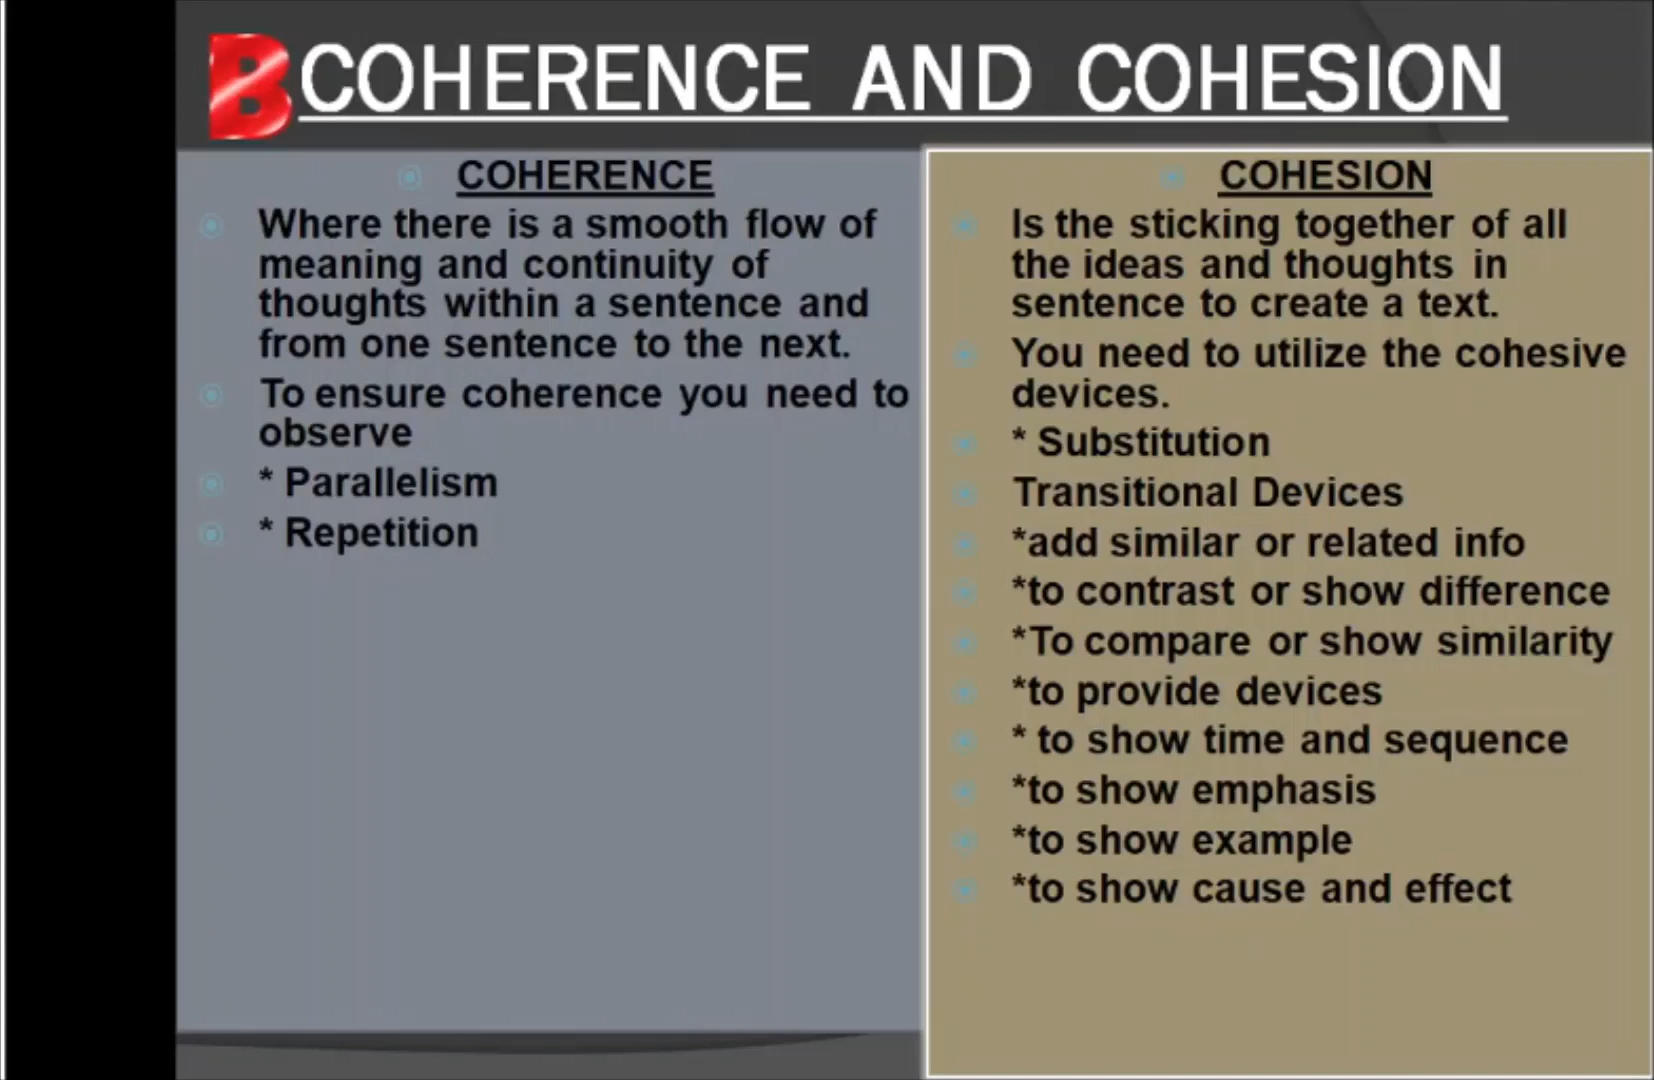 B COHERENCE AND COHESION
COHERENCE
Where there is a smooth flow of
meaning and continuity of
thoughts within a sentence and
from one sentence to the next.
To ensure coherence you need to
observe
* Parallelism
* Repetition
COHESION
Is the sticking together of all
the ideas and thoughts in
sentence to create a text.
You need to utilize the cohesive
devices.
* Substitution
Transitional Devices
*add similar or related info
*to contrast or show difference
*To compare or show similarity
*to provide devices
* to show time and sequence
*to show emphasis
*to show example
*to show cause and effect